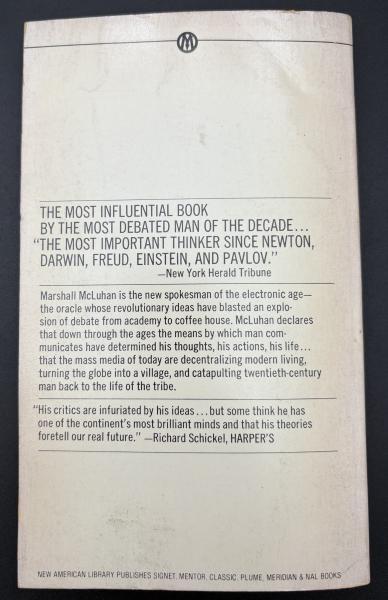 M
THE MOST INFLUENTIAL BOOK
BY THE MOST DEBATED MAN OF THE DECADE...
“THE MOST IMPORTANT THINKER SINCE NEWTON,
DARWIN, FREUD, EINSTEIN, AND PAVLOV.”
—New York Herald Tribune
Marshall McLuhan is the new spokesman of the electronic age—
the oracle whose revolutionary ideas have blasted an explo-
sion of debate from academy to coffee house. McLuhan declares
that down through the ages the means by which man com-
municates have determined his thoughts, his actions, his life...
that the mass media of today are decentralizing modern living,
turning the globe into a village, and catapulting twentieth-century
man back to the life of the tribe.
“His critics are infuriated by his ideas...but some think he has
one of the continent’s most brilliant minds and that his theories
foretell our real future.” —Richard Schickel, HARPER’S
NEW AMERICAN LIBRARY PUBLISHES SIGNET, MENTOR, CLASSIC, PLUME, MERIDIAN & NAL BOOKS